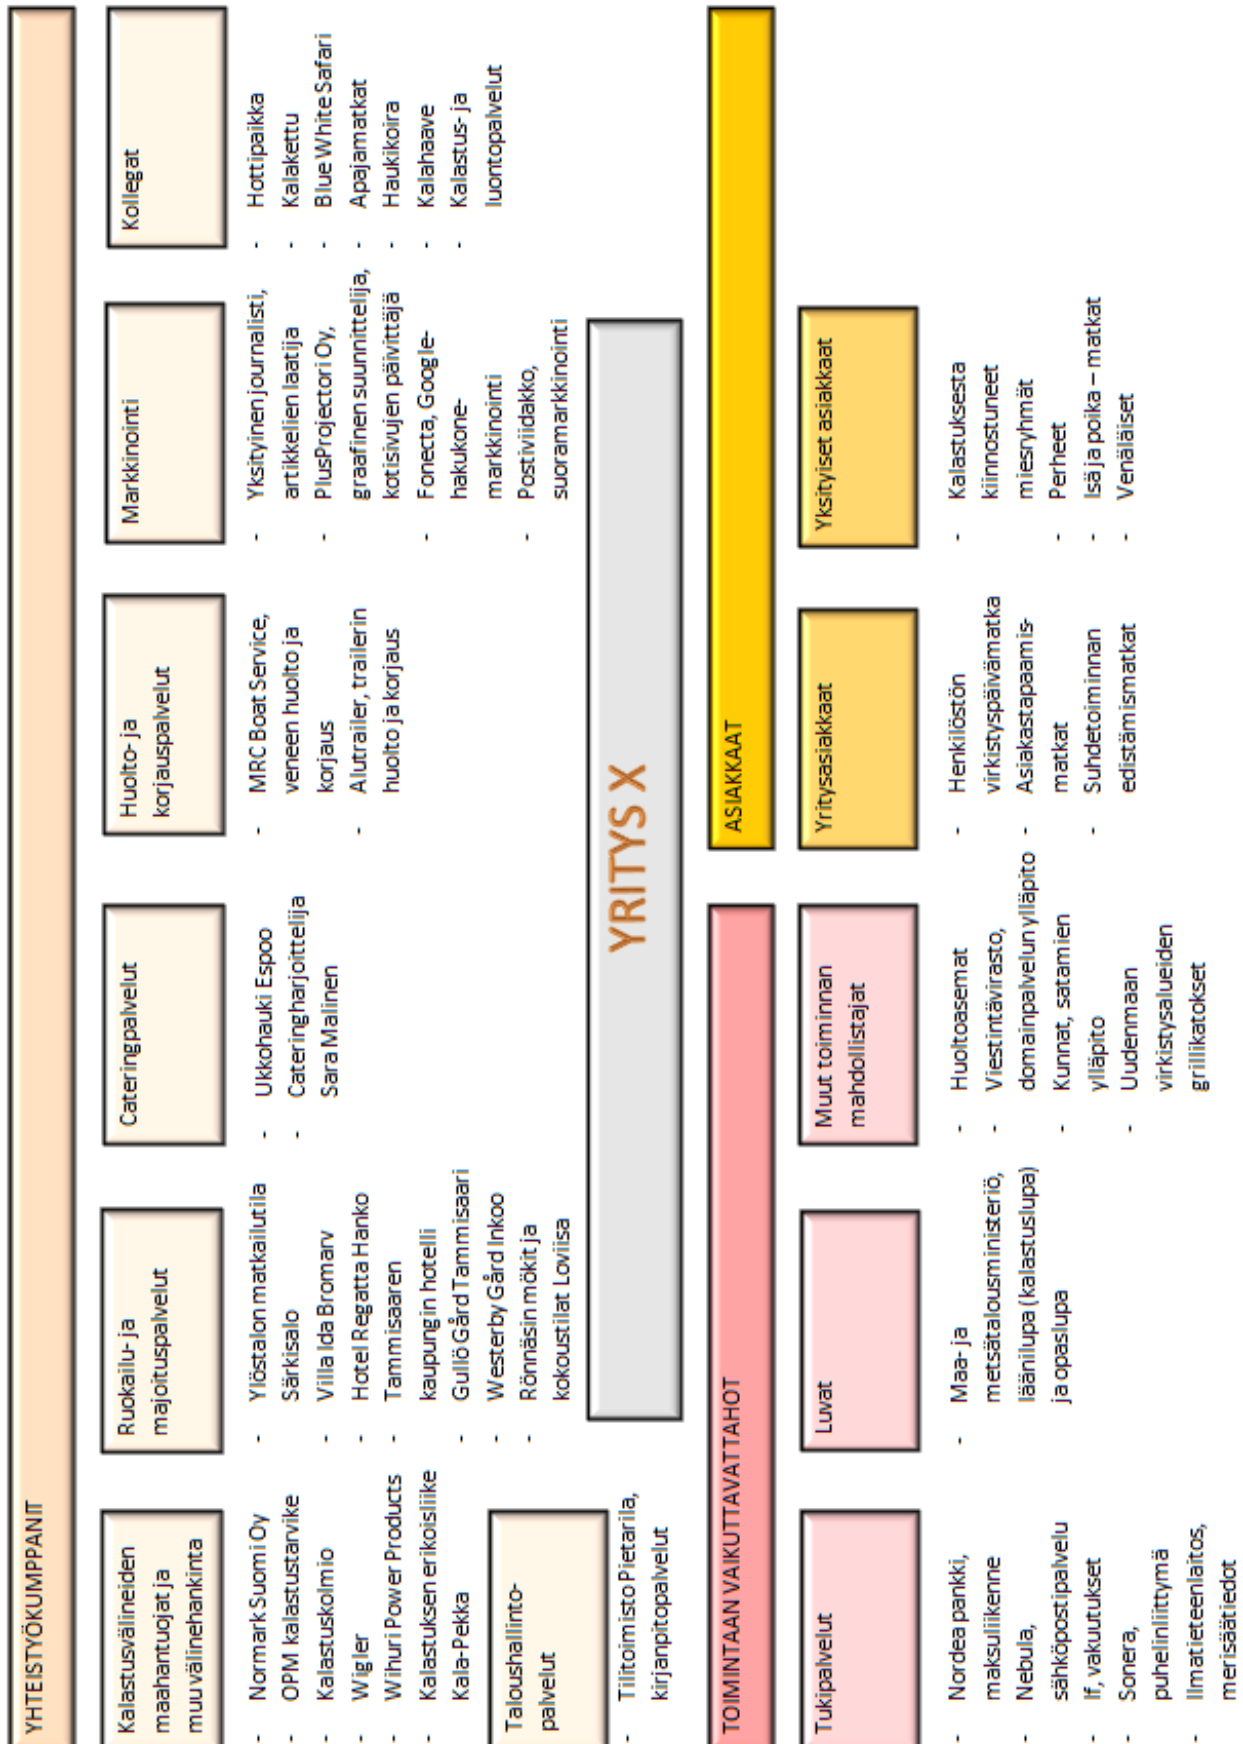 YHTEISTYÖKUMPPANIT
Kalastusvälineiden
maahantuojat ja
muu välinehankinta
- Normark Suomi Oy
- OPM kalastustarvike
- Kalastuskolmio
- Wigler
- Wihuri Power Products
- Kalastuksen erikoisliike
Kala-Pekka
Taloushallinto-
palvelut
- Tilitoimisto Pietarila,
kirjanpitopalvelut
Ruokailu- ja
majoituspalvelut
- Ylöstalon matkailutila
Särkisalo
- Villa Ida Bromarv
- Hotel Regatta Hanko
- Tammisaaren
kaupungin hotelli
- Gullö Gård Tammisaari
- Westerby Gård Inkoo
- Rönnäsin mökit ja
kokoustilat Loviisa
Cateringpalvelut
- Ukkohauki Espoo
- Cateringharjoittelija
Sara Malinen
Huolto- ja
korjauspalvelut
- MRC Boat Service,
veneen huolto ja
korjaus
- Alutrailer, trailerin
huolto ja korjaus
Markkinointi
- Yksityinen journalisti,
artikkelien laatija
- PlusProjectori Oy,
graafinen suunnittelija,
kotisivujen päivittäjä
- Fonecta, Google-
hakukone-
markkinointi
- Postiviidakko,
suoramarkkinointi
Kollegat
- Hottipaikka
- Kalakettu
- Blue White Safari
- Apajamatkat
- Haukikoira
- Kalahaave
- Kalastus- ja
luontopalvelut
YRITYS X
TOIMINTAAN VAIKUTTAVAT TAHOT
Tukipalvelut
- Nordea pankki,
maksuliikenne
- Nebula,
sähköpostipalvelu
- If, vakuutukset
- Sonera,
puhelinliittymä
- Ilmatieteenlaitos,
merisäätiedot
Luvat
- Maa- ja
metsätalousministeriö,
läänilupa (kalastuslupa)
ja opaslupa
Muut toiminnan
mahdollistajat
- Huoltoasemat
- Viestintävirasto,
domainpalvelun ylläpito
- Kunnat, satamien
ylläpito
- Uudenmaan
virkistysalueiden
grillikatokset
ASIAKKAAT
Yritysasiakkaat
- Henkilöstön
virkistyspäivämatka
- Asiakastapaamis-
matkat
- Suhdetoiminnan
edistämismatkat
Yksityiset asiakkaat
- Kalastuksesta
kiinnostuneet
miesryhmät
- Perheet
- Isä ja poika – matkat
- Venäläiset